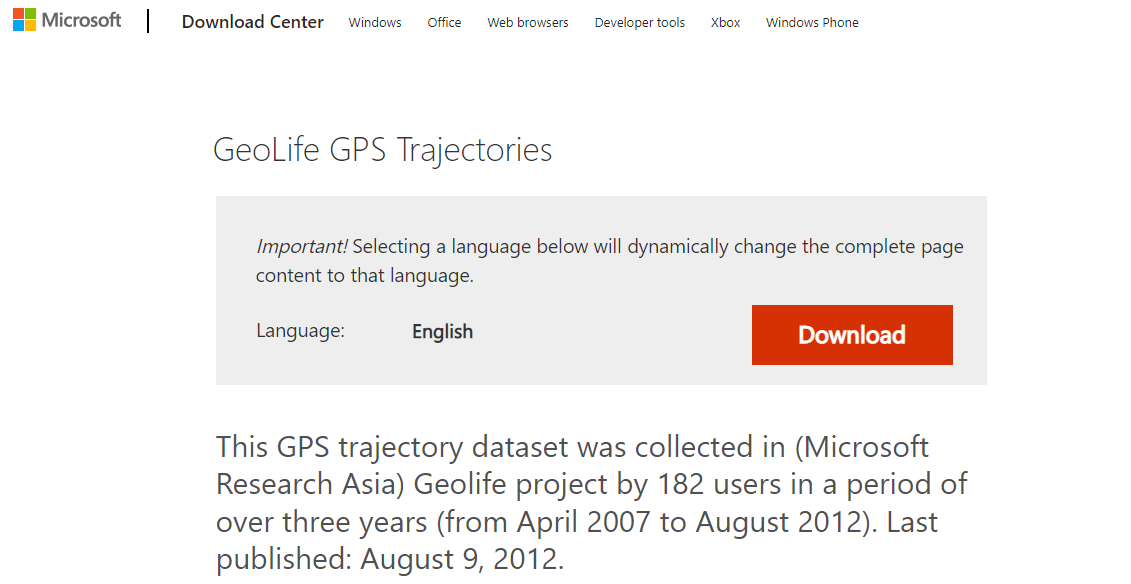 Microsoft | Download Center Windows Office Web browsers Developer tools Xbox Windows Phone
GeoLife GPS Trajectories
Important! Selecting a language below will dynamically change the complete page
content to that language.
Language: English Download
This GPS trajectory dataset was collected in (Microsoft
Research Asia) Geolife project by 182 users in a period of
over three years (from April 2007 to August 2012). Last
published: August 9, 2012.